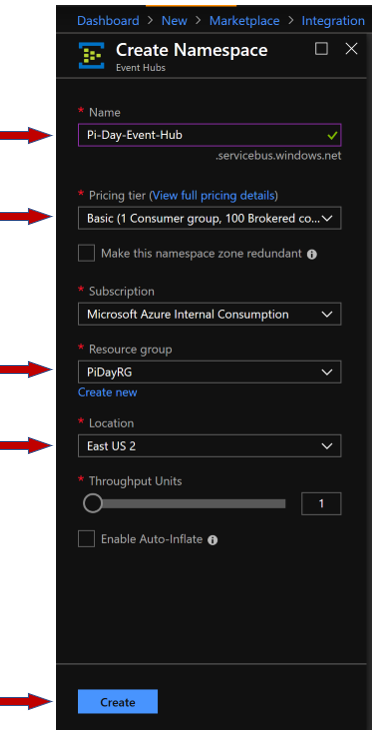 Dashboard > New > Marketplace > Integration
Create Namespace
Event Hubs
* Name
Pi-Day-Event-Hub
.servicebus.windows.net
* Pricing tier (View full pricing details)
Basic (1 Consumer group, 100 Brokered co...
Make this namespace zone redundant
* Subscription
Microsoft Azure Internal Consumption
* Resource group
PiDayRG
Create new
* Location
East US 2
* Throughput Units
1
Enable Auto-Inflate
Create